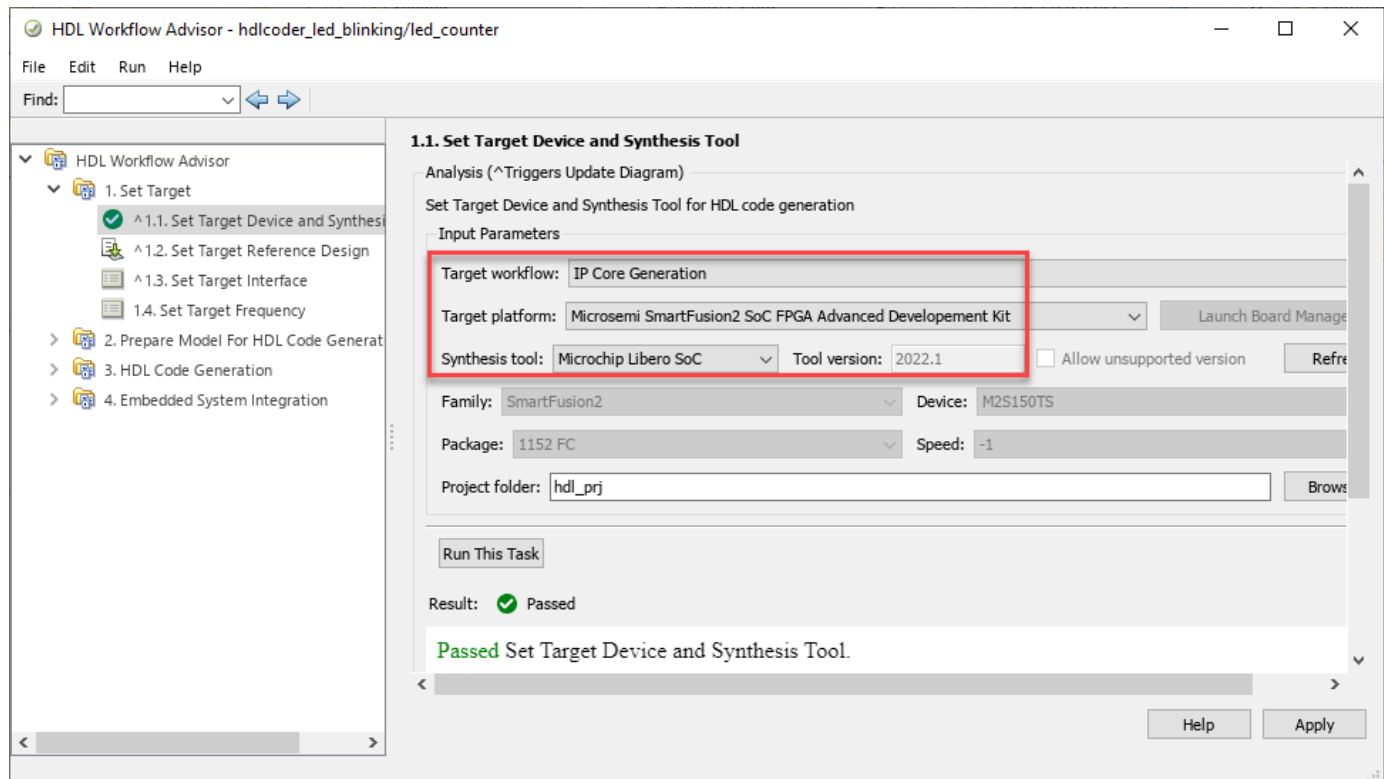 HDL Workflow Advisor - hdlcoder_led_blinking/led_counter
File Edit Run Help
Find:
HDL Workflow Advisor
1. Set Target
^1.1. Set Target Device and Synthesi
^1.2. Set Target Reference Design
^1.3. Set Target Interface
1.4. Set Target Frequency
2. Prepare Model For HDL Code Generat
3. HDL Code Generation
4. Embedded System Integration
1.1. Set Target Device and Synthesis Tool
Analysis (^Triggers Update Diagram)
Set Target Device and Synthesis Tool for HDL code generation
Input Parameters
Target workflow: IP Core Generation
Target platform: Microsemi SmartFusion2 SoC FPGA Advanced Developement Kit Launch Board Manage
Synthesis tool: Microchip Libero SoC Tool version: 2022.1 Allow unsupported version Refre
Family: SmartFusion2 Device: M2S150TS
Package: 1152 FC Speed: -1
Project folder: hdl_prj Brows
Run This Task
Result: Passed
Passed Set Target Device and Synthesis Tool.
Help Apply